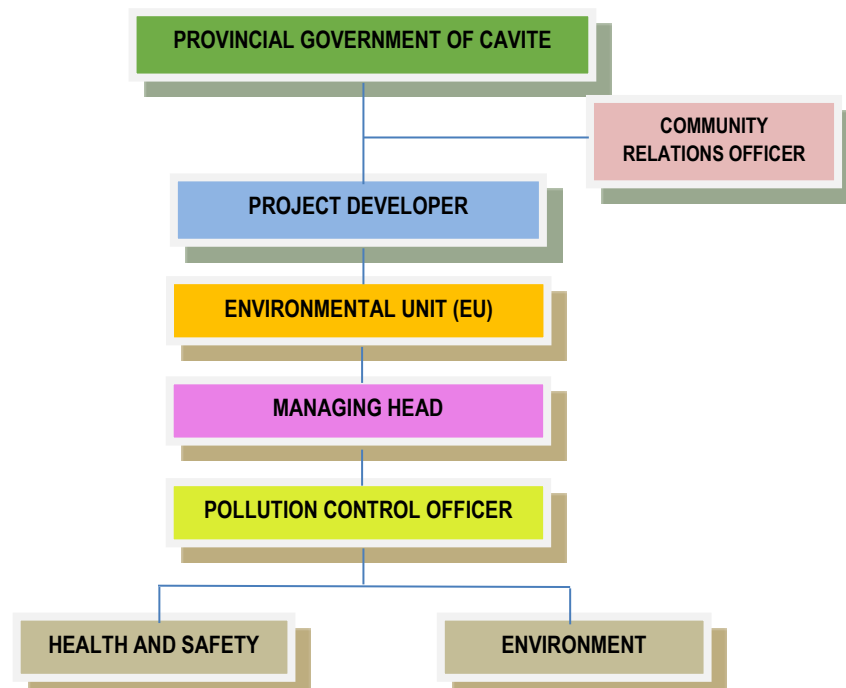 PROVINCIAL GOVERNMENT OF CAVITE
COMMUNITY
RELATIONS OFFICER
PROJECT DEVELOPER
ENVIRONMENTAL UNIT (EU)
MANAGING HEAD
POLLUTION CONTROL OFFICER
HEALTH AND SAFETY
ENVIRONMENT